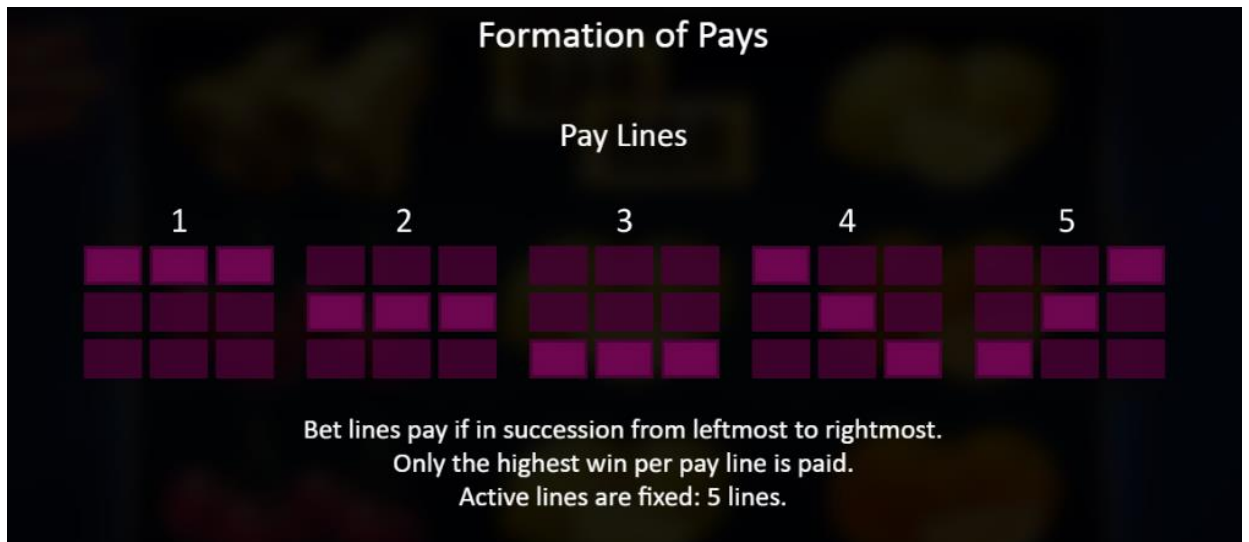 Formation of Pays
Pay Lines
1 2 3 4 5
Bet lines pay if in succession from leftmost to rightmost.
Only the highest win per pay line is paid.
Active lines are fixed: 5 lines.